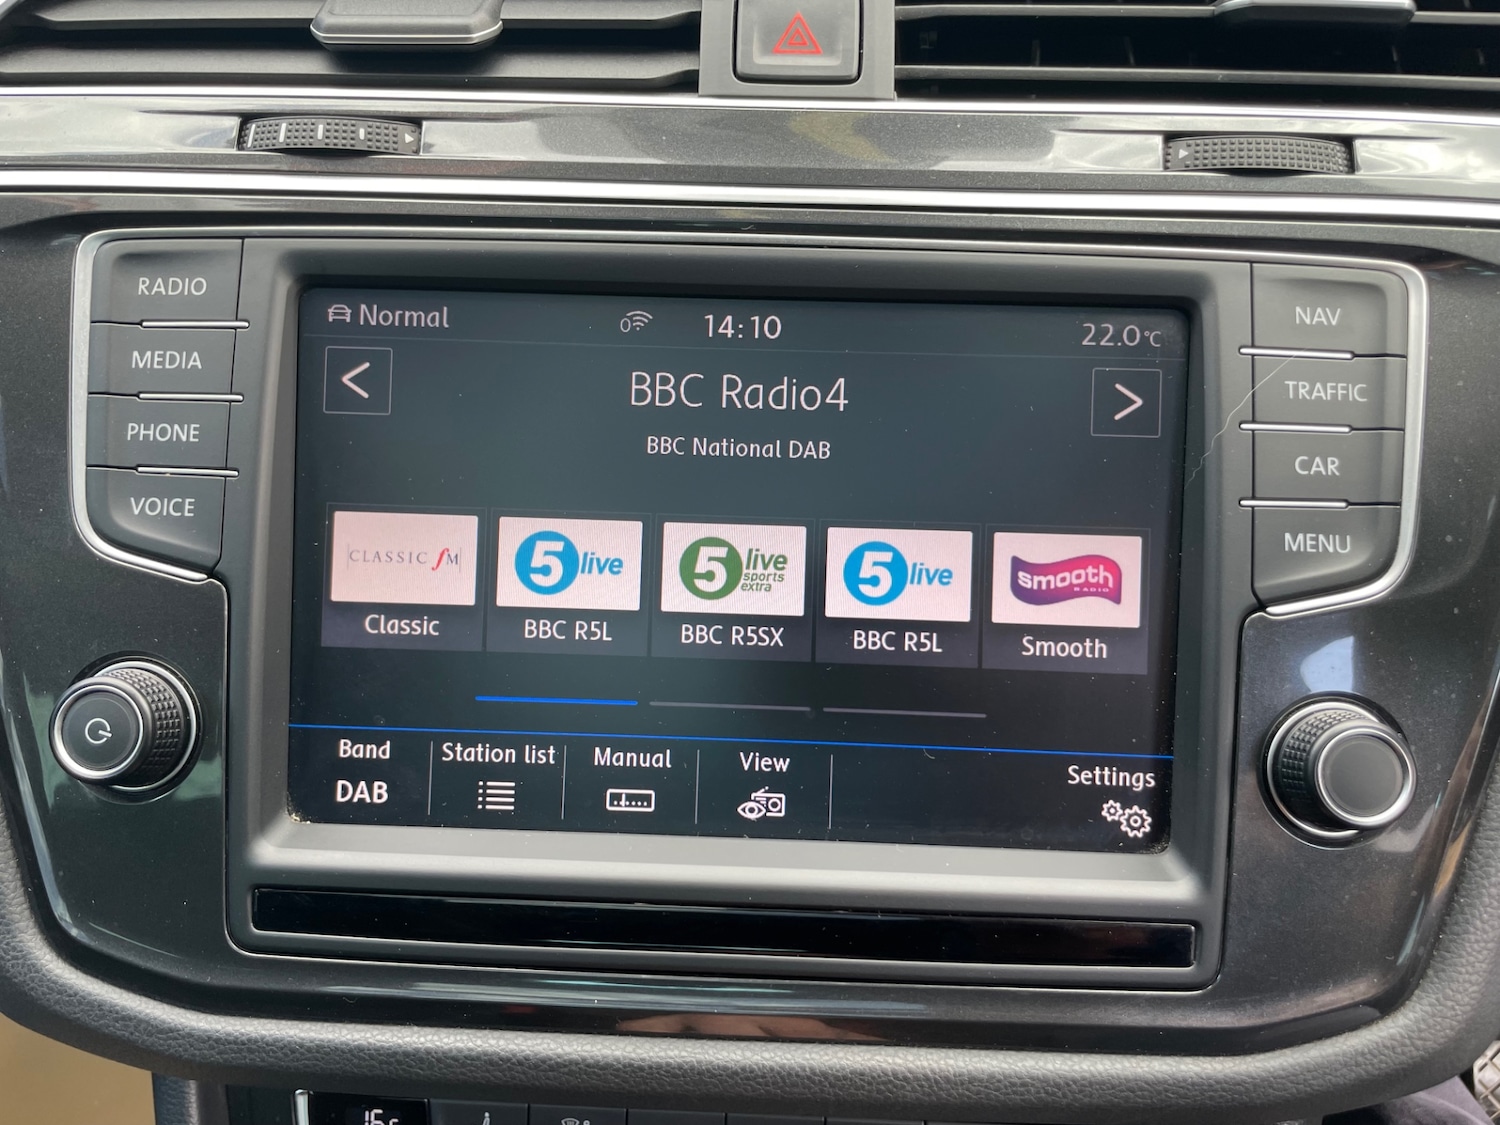 RADIO
MEDIA
PHONE
VOICE
Normal
0
14:10
22.0°C
<
BBC Radio4
>
BBC National DAB
CLASSIC fM
5 live
5 live sports extra
5 live
smooth
RADIO
Classic
BBC R5L
BBC R5SX
BBC R5L
Smooth
Band
DAB
Station list
Manual
View
Settings
NAV
TRAFFIC
CAR
MENU